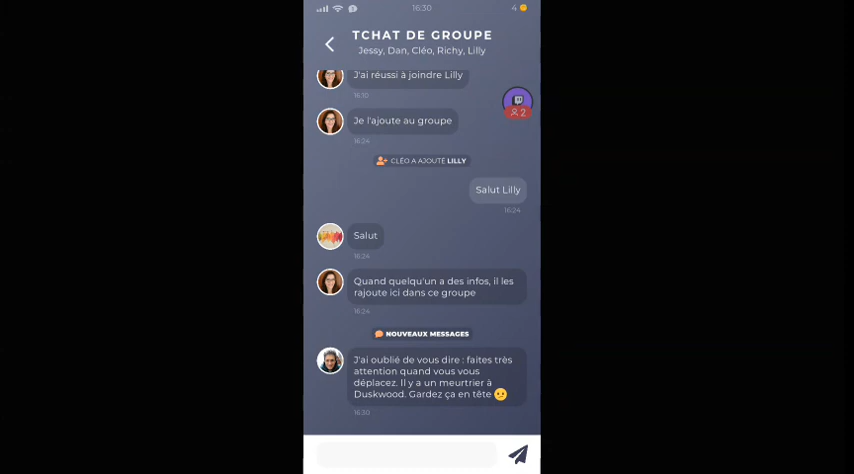 16:30
4
TCHAT DE GROUPE
Jessy, Dan, Cléo, Richy, Lilly
J'ai réussi à joindre Lilly
16:30
2
Je l'ajoute au groupe
16:24
CLÉO A AJOUTÉ LILLY
Salut Lilly
16:24
Salut
16:24
Quand quelqu'un a des infos, il les
rajoute ici dans ce groupe
16:24
NOUVEAUX MESSAGES
J'ai oublié de vous dire : faites très
attention quand vous vous
déplacez. Il y a un meurtrier à
Duskwood. Gardez ça en tête
16:30